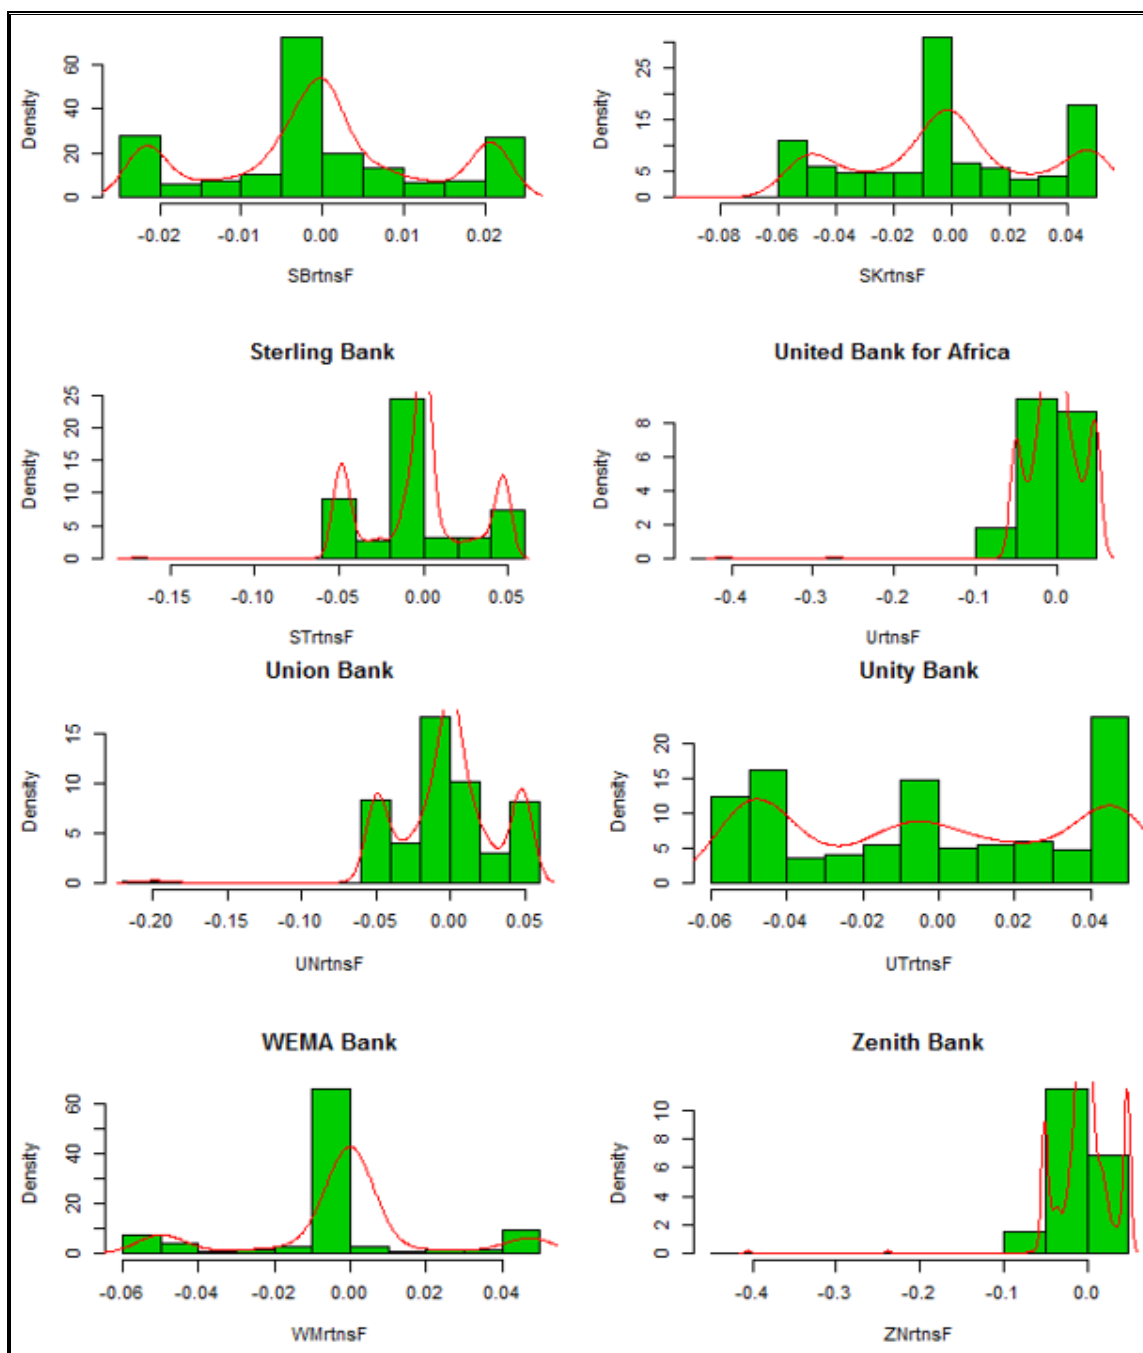 Density
60
40
20
0
-0.02 -0.01 0.00 0.01 0.02
SBrtnsF
Density
25
15
5
0
-0.08 -0.06 -0.04 -0.02 0.00 0.02 0.04
SKrtnsF
Sterling Bank
Density
25
20
15
10
5
0
-0.15 -0.10 -0.05 0.00 0.05
STrtnsF
United Bank for Africa
Density
8
6
4
2
0
-0.4 -0.3 -0.2 -0.1 0.0
UrtnsF
Union Bank
Density
15
10
5
0
-0.20 -0.15 -0.10 -0.05 0.00 0.05
UNrtnsF
Unity Bank
Density
20
15
10
5
0
-0.06 -0.04 -0.02 0.00 0.02 0.04
UTrtnsF
WEMA Bank
Density
60
40
20
0
-0.06 -0.04 -0.02 0.00 0.02 0.04
WMrtnsF
Zenith Bank
Density
10
8
6
4
2
0
-0.4 -0.3 -0.2 -0.1 0.0
ZNrtnsF